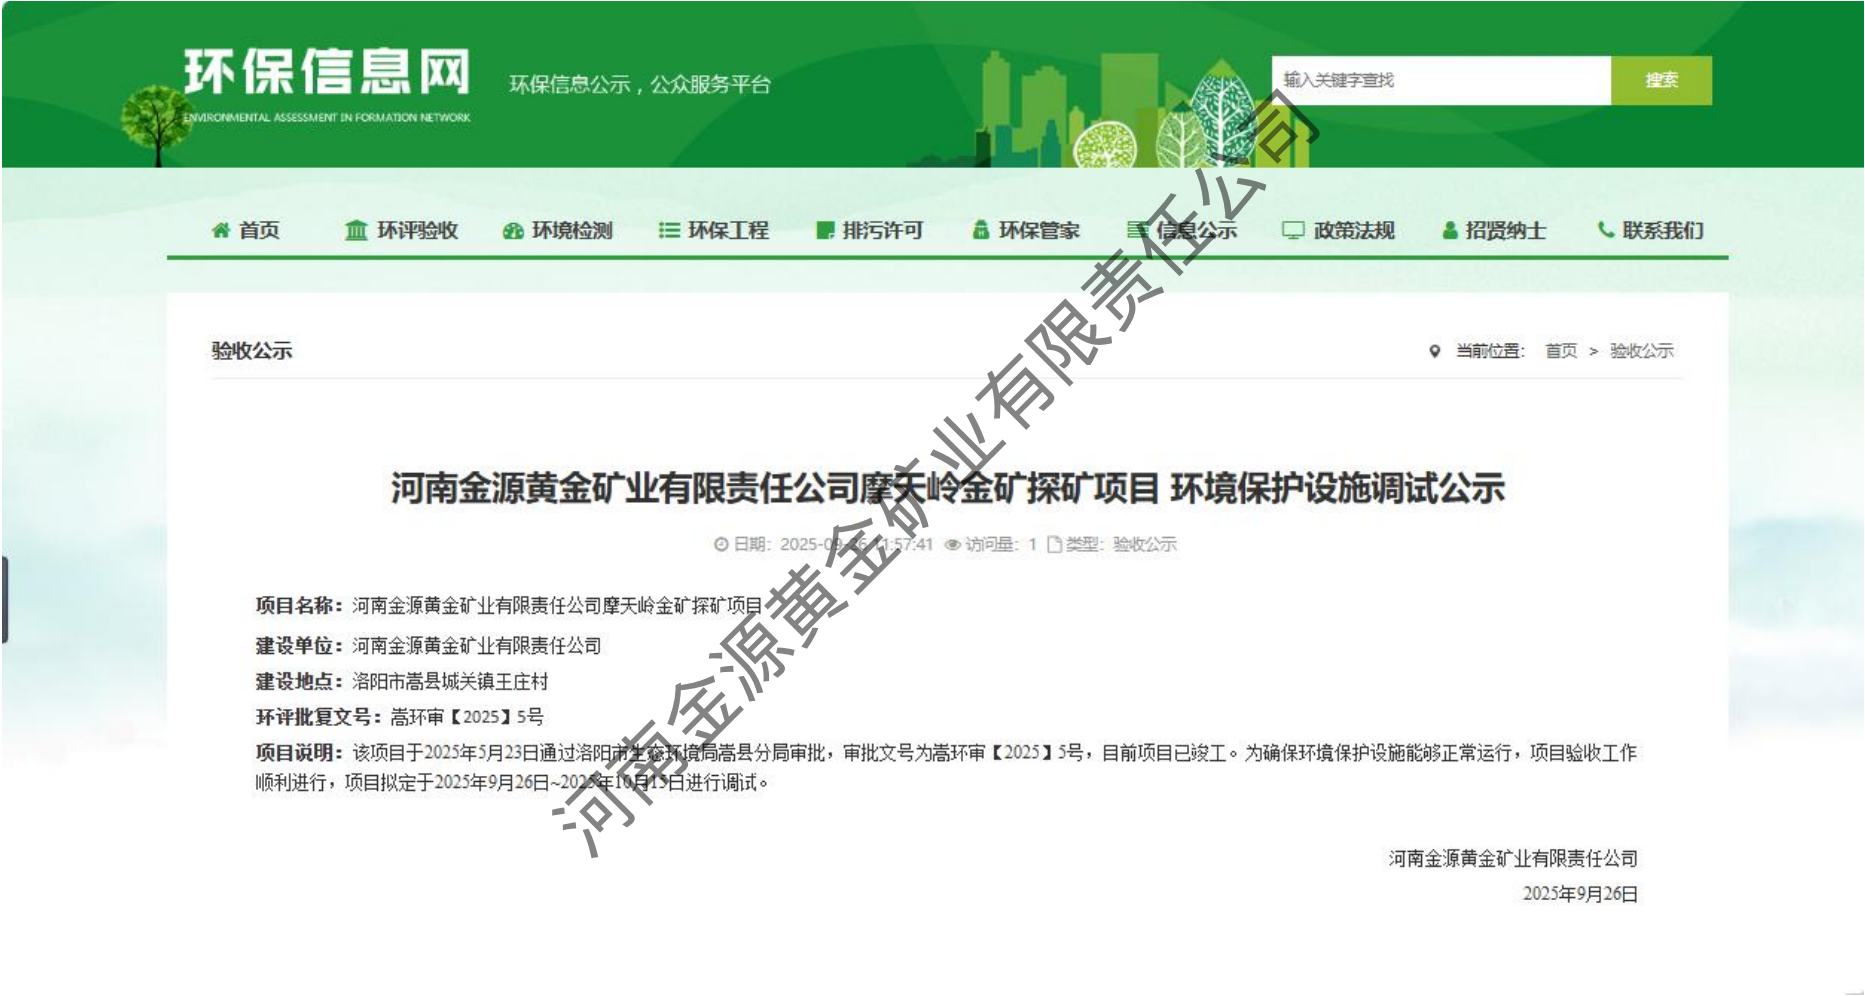 环保信息网
环保信息公示，公众服务平台
ENVIRONMENTAL ASSESSMENT IN FORMATION NETWORK
输入关键字查找
搜索
首页 环评验收 环境检测 环保工程 排污许可 环保管家 信息公示 政策法规 招贤纳士 联系我们
验收公示
当前位置： 首页 > 验收公示
河南金源黄金矿业有限责任公司摩天岭金矿探矿项目 环境保护设施调试公示
日期：2025-09-26 11:57:41 访问量：1 类型：验收公示
项目名称：河南金源黄金矿业有限责任公司摩天岭金矿探矿项目
建设单位：河南金源黄金矿业有限责任公司
建设地点：洛阳市嵩县城关镇王庄村
环评批复文号：嵩环审【2025】5号
项目说明：该项目于2025年5月23日通过洛阳市生态环境局嵩县分局审批，审批文号为嵩环审【2025】5号，目前项目已竣工。为确保环境保护设施能够正常运行，项目验收工作
顺利进行，项目拟定于2025年9月26日~2025年10月15日进行调试。
河南金源黄金矿业有限责任公司
2025年9月26日
河南金源黄金矿业有限责任公司